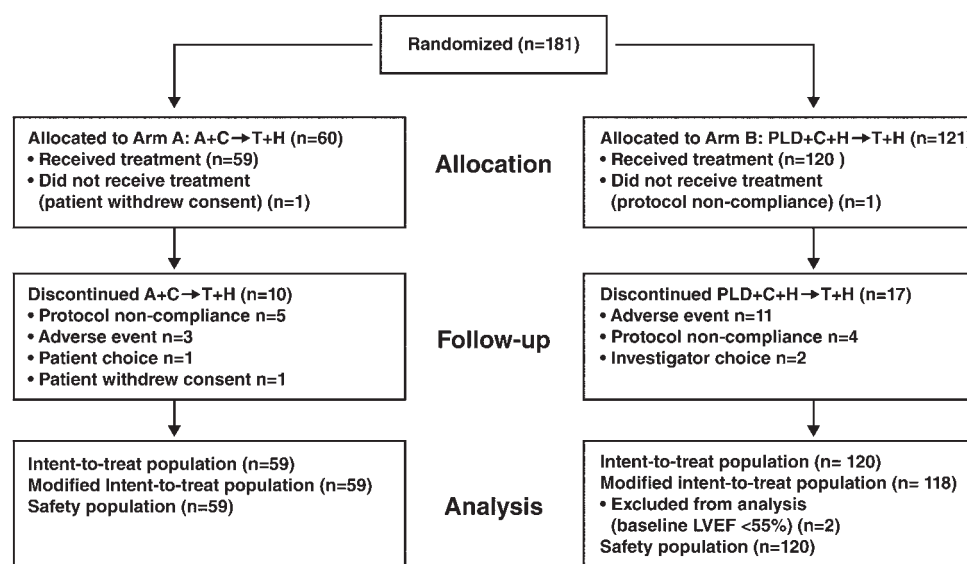 Randomized (n=181)
Allocated to Arm A: A+C→T+H (n=60)
• Received treatment (n=59)
• Did not receive treatment
(patient withdrew consent) (n=1)
Allocation
Allocated to Arm B: PLD+C+H→T+H (n=121)
• Received treatment (n=120 )
• Did not receive treatment
(protocol non-compliance) (n=1)
Discontinued A+C→T+H (n=10)
• Protocol non-compliance n=5
• Adverse event n=3
• Patient choice n=1
• Patient withdrew consent n=1
Follow-up
Discontinued PLD+C+H→T+H (n=17)
• Adverse event n=11
• Protocol non-compliance n=4
• Investigator choice n=2
Intent-to-treat population (n=59)
Modified Intent-to-treat population (n=59)
Safety population (n=59)
Analysis
Intent-to-treat population (n= 120)
Modified intent-to-treat population (n= 118)
• Excluded from analysis
(baseline LVEF <55%) (n=2)
Safety population (n=120)